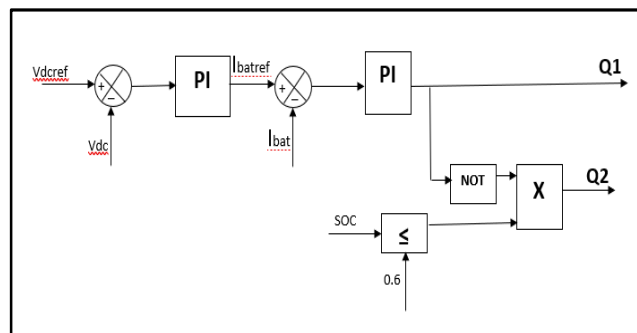 Vdcref
+
−
Vdc
PI
Ibatref
+
−
Ibat
PI
Q1
NOT
X
Q2
SOC
≤
0.6